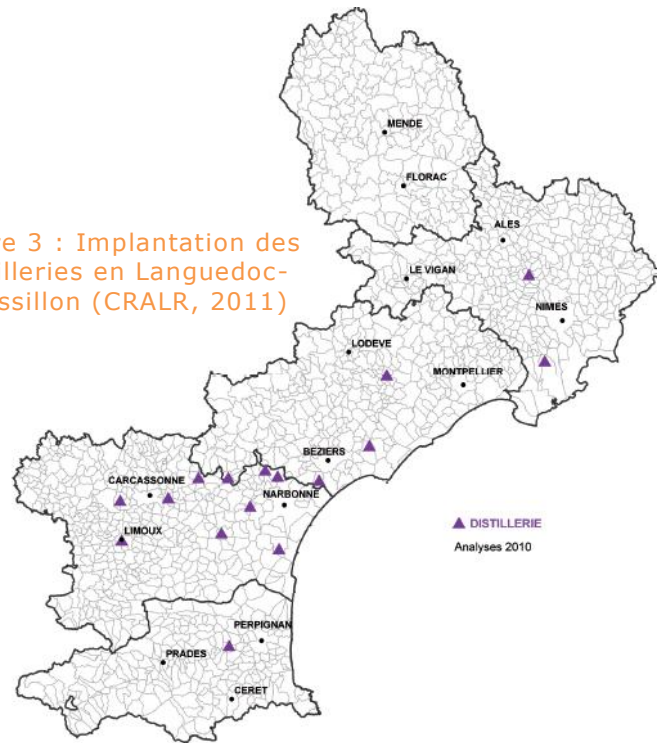 MENDE
FLORAC
ALES
e 3 : Implantation des
lleries en Languedoc-
ssillon (CRALR, 2011)
LE VIGAN
NIMES
LODEVE
MONTPELLIER
BEZIERS
CARCASSONNE
NARBONNE
LIMOUX
DISTILLERIE
Analyses 2010
PERPIGNAN
PRADES
CERET